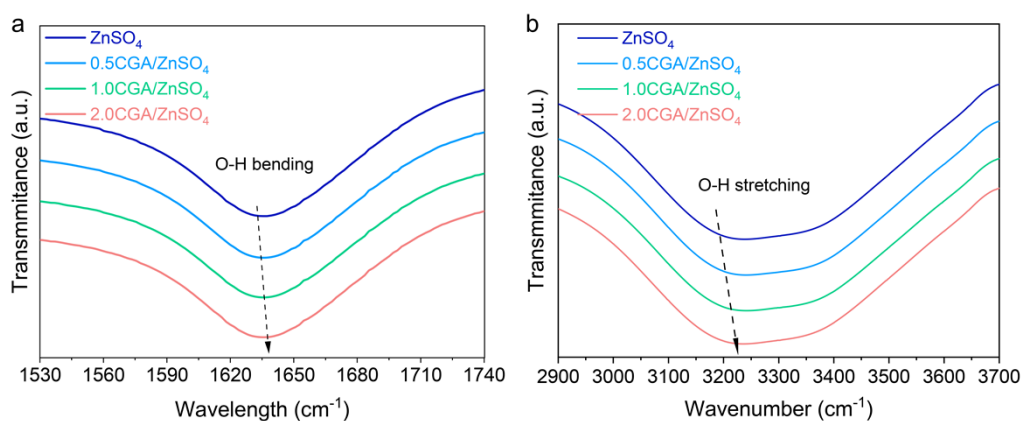 a
ZnSO₄
0.5CGA/ZnSO₄
1.0CGA/ZnSO₄
2.0CGA/ZnSO₄
O-H bending
Transmmitance (a.u.)
1530 1560 1590 1620 1650 1680 1710 1740
Wavelength (cm⁻¹)
b
ZnSO₄
0.5CGA/ZnSO₄
1.0CGA/ZnSO₄
2.0CGA/ZnSO₄
O-H stretching
Transmmitance (a.u.)
2900 3000 3100 3200 3300 3400 3500 3600 3700
Wavenumber (cm⁻¹)